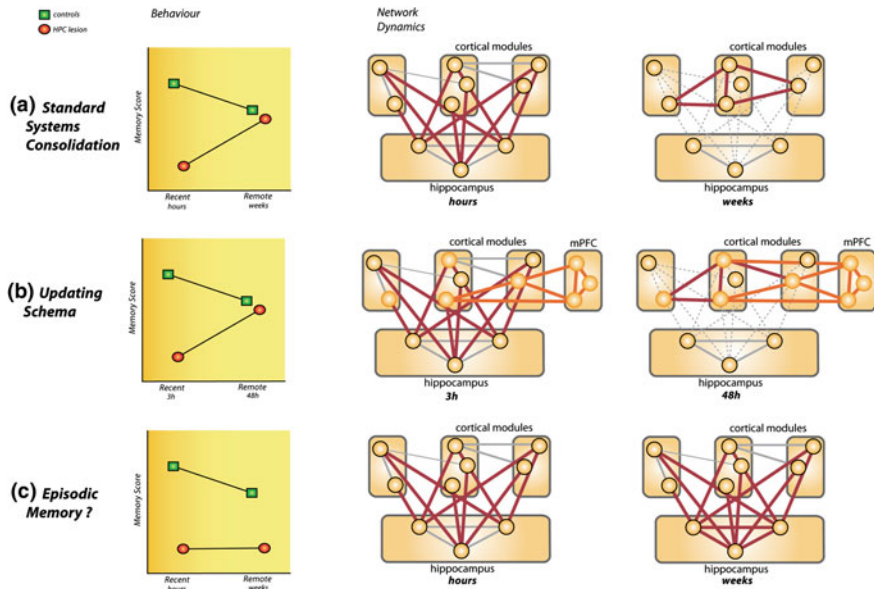 controls
HPC lesion
Behaviour
Network
Dynamics
(a) Standard
Systems
Consolidation
Memory Score
Recent
hours
Remote
weeks
cortical modules
hippocampus
hours
cortical modules
hippocampus
weeks
(b) Updating
Schema
Memory Score
Recent
3h
Remote
48h
cortical modules
mPFC
hippocampus
3h
cortical modules
mPFC
hippocampus
48h
(c) Episodic
Memory ?
Memory Score
Recent
hours
Remote
weeks
cortical modules
hippocampus
hours
cortical modules
hippocampus
weeks